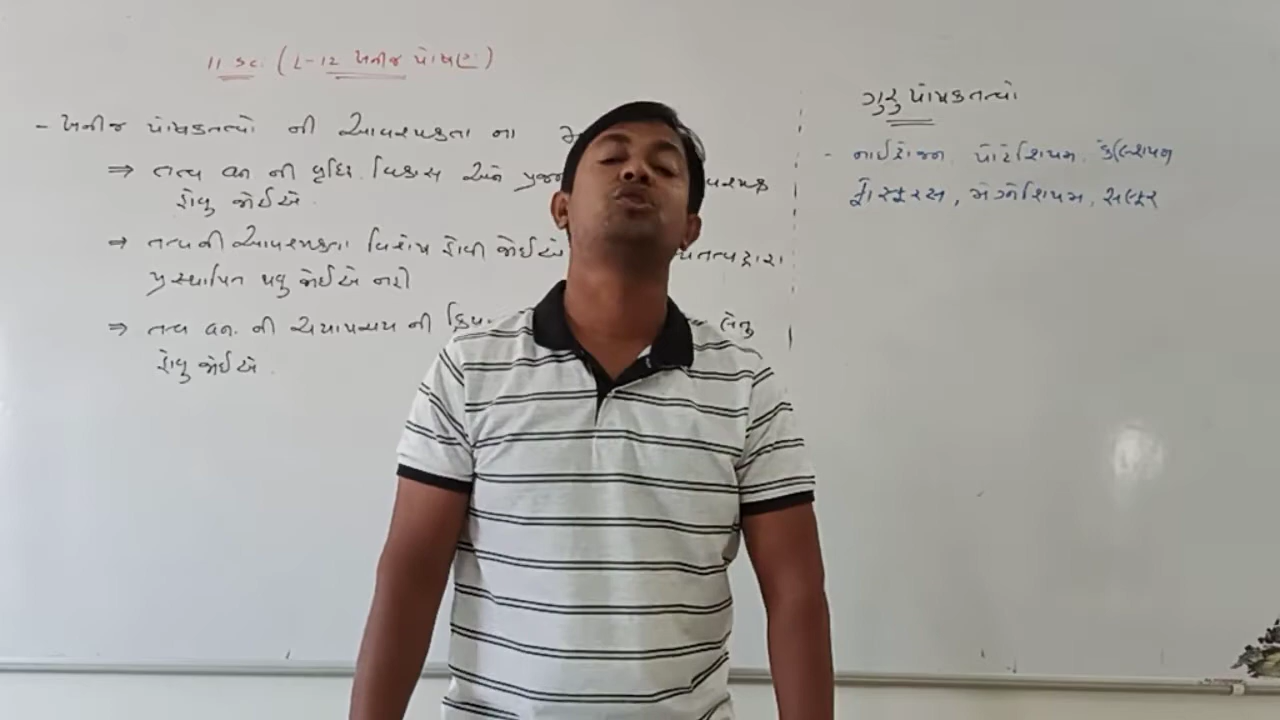 11 Sc. (L-12 ખનીજ પોષણ)
- ખનીજ પોષકતત્વો ની આવશ્યકતા ના
⇒ તત્વ વન. ની વૃદ્ધિ, વિકાસ અને
હોવુ જોઈએ.
⇒ તત્વની આવશ્યકતા વિશેષ હોવી જોઈએ
પ્રસ્થાપિત થવુ જોઈએ નહી
⇒ તત્વ વન. ની ચયાપચય ની
હોવુ જોઈએ.
ગુરુ પોષકતત્વો
- નાઈટ્રોજન, પોટેશિયમ, કેલ્શિયમ
ફોસ્ફરસ, મેગ્નેશિયમ, સલ્ફર